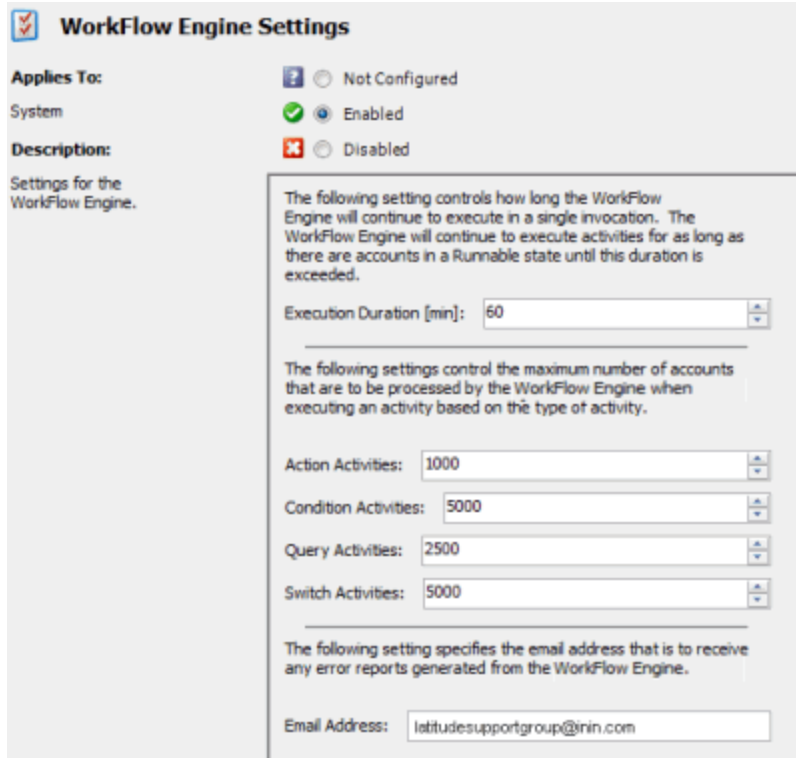 WorkFlow Engine Settings
Applies To:
System
Description:
Settings for the
WorkFlow Engine.
Not Configured
Enabled
Disabled
The following setting controls how long the WorkFlow
Engine will continue to execute in a single invocation. The
WorkFlow Engine will continue to execute activities for as long as
there are accounts in a Runnable state until this duration is
exceeded.
Execution Duration [min]: 60
The following settings control the maximum number of accounts
that are to be processed by the WorkFlow Engine when
executing an activity based on the type of activity.
Action Activities: 1000
Condition Activities: 5000
Query Activities: 2500
Switch Activities: 5000
The following setting specifies the email address that is to receive
any error reports generated from the WorkFlow Engine.
Email Address: latitudesupportgroup@inin.com